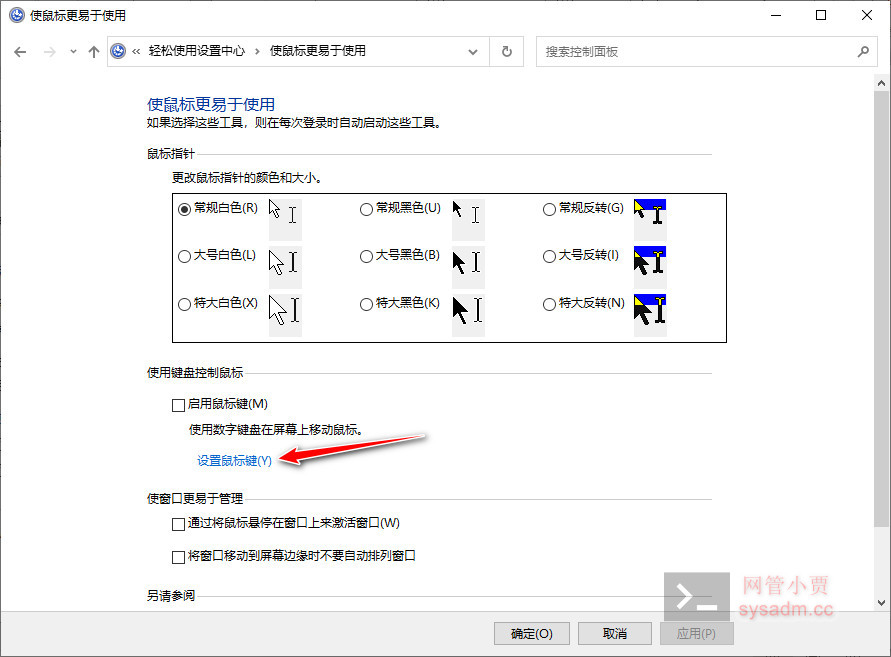 使鼠标更易于使用
« 轻松使用设置中心 › 使鼠标更易于使用
搜索控制面板
使鼠标更易于使用
如果选择这些工具，则在每次登录时自动启动这些工具。
鼠标指针
更改鼠标指针的颜色和大小。
常规白色(R) 常规黑色(U) 常规反转(G)
大号白色(L) 大号黑色(B) 大号反转(I)
特大白色(X) 特大黑色(K) 特大反转(N)
使用键盘控制鼠标
启用鼠标键(M)
使用数字键盘在屏幕上移动鼠标。
设置鼠标键(Y)
使窗口更易于管理
通过将鼠标悬停在窗口上来激活窗口(W)
将窗口移动到屏幕边缘时不要自动排列窗口
另请参阅
网管小贾
sysadm.cc
确定(O) 取消 应用(P)